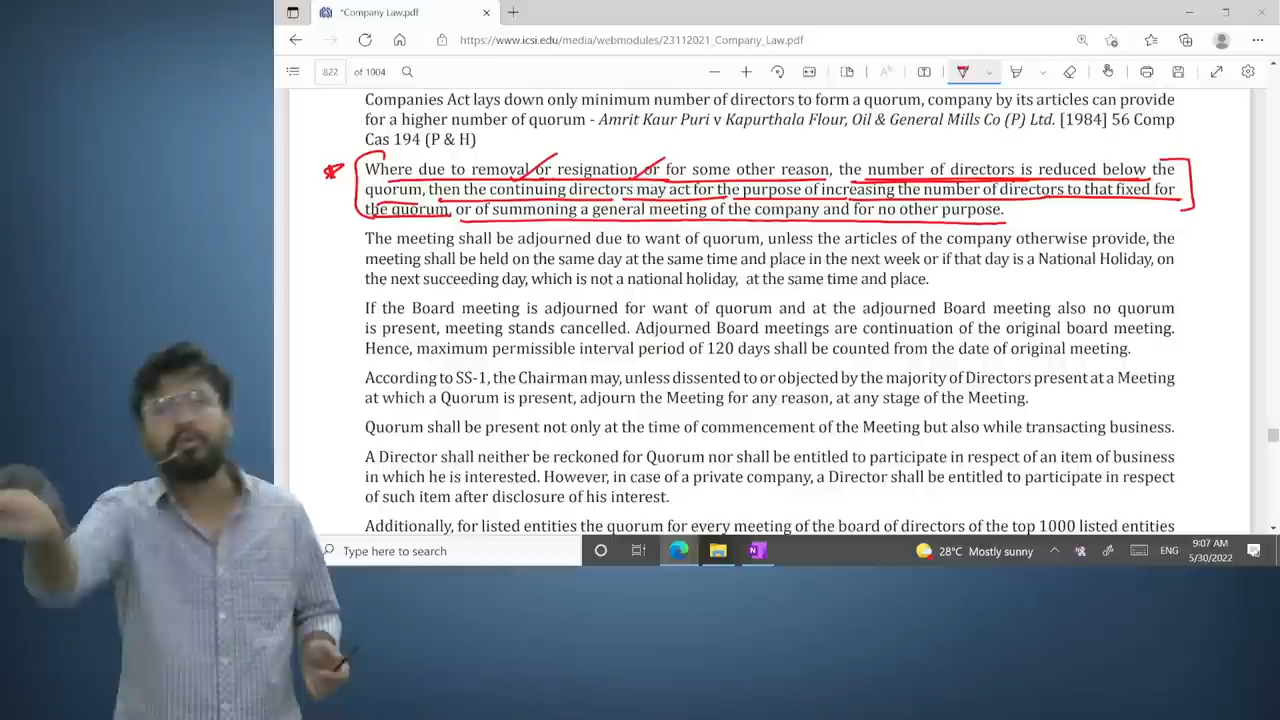 *Company Law.pdf
https://www.icsi.edu/media/webmodules/23112021_Company_Law.pdf
822 of 1004
Companies Act lays down only minimum number of directors to form a quorum, company by its articles can provide
for a higher number of quorum - Amrit Kaur Puri v Kapurthala Flour, Oil & General Mills Co (P) Ltd. [1984] 56 Comp
Cas 194 (P & H)
Where due to removal or resignation or for some other reason, the number of directors is reduced below the
quorum, then the continuing directors may act for the purpose of increasing the number of directors to that fixed for
the quorum, or of summoning a general meeting of the company and for no other purpose.
The meeting shall be adjourned due to want of quorum, unless the articles of the company otherwise provide, the
meeting shall be held on the same day at the same time and place in the next week or if that day is a National Holiday, on
the next succeeding day, which is not a national holiday, at the same time and place.
If the Board meeting is adjourned for want of quorum and at the adjourned Board meeting also no quorum
is present, meeting stands cancelled. Adjourned Board meetings are continuation of the original board meeting.
Hence, maximum permissible interval period of 120 days shall be counted from the date of original meeting.
According to SS-1, the Chairman may, unless dissented to or objected by the majority of Directors present at a Meeting
at which a Quorum is present, adjourn the Meeting for any reason, at any stage of the Meeting.
Quorum shall be present not only at the time of commencement of the Meeting but also while transacting business.
A Director shall neither be reckoned for Quorum nor shall be entitled to participate in respect of an item of business
in which he is interested. However, in case of a private company, a Director shall be entitled to participate in respect
of such item after disclosure of his interest.
Additionally, for listed entities the quorum for every meeting of the board of directors of the top 1000 listed entities
Type here to search
28°C Mostly sunny
ENG
9:07 AM
5/30/2022